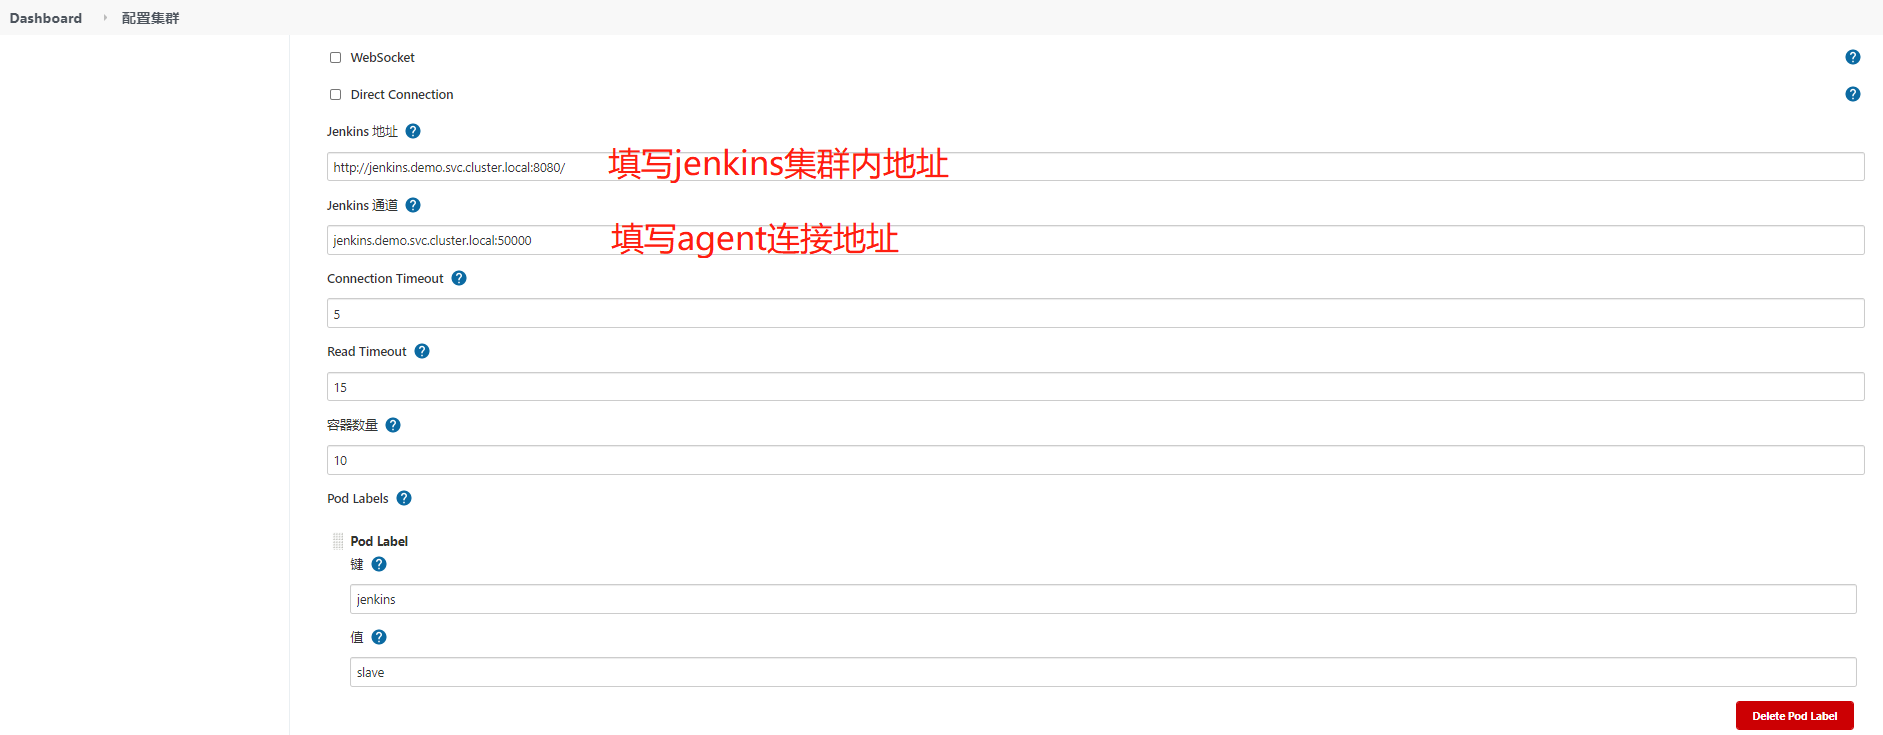 Dashboard 配置集群
WebSocket
Direct Connection
Jenkins 地址
http://jenkins.demo.svc.cluster.local:8080/ 填写jenkins集群内地址
Jenkins 通道
jenkins.demo.svc.cluster.local:50000 填写agent连接地址
Connection Timeout
5
Read Timeout
15
容器数量
10
Pod Labels
Pod Label
键
jenkins
值
slave
Delete Pod Label